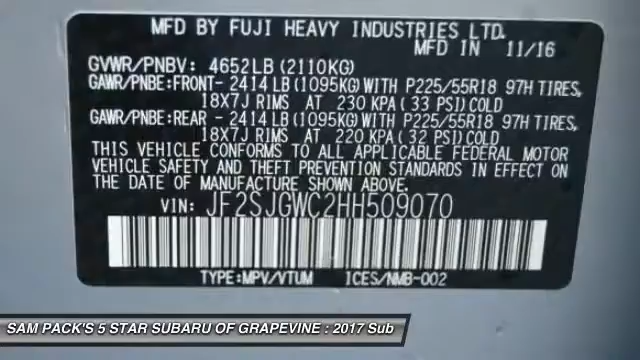 MFD BY FUJI HEAVY INDUSTRIES LTD.
MFD IN 11/16
GVWR/PNBV: 4652LB (2110KG)
GAWR/PNBE:FRONT- 2414 LB (1095KG) WITH P225/55R18 97H TIRES,
18X7J RIMS AT 230 KPA (33 PSI) COLD
GAWR/PNBE:REAR - 2414 LB (1095KG) WITH P225/55R18 97H TIRES,
18X7J RIMS AT 220 KPA (32 PSI) COLD
THIS VEHICLE CONFORMS TO ALL APPLICABLE FEDERAL MOTOR
VEHICLE SAFETY AND THEFT PREVENTION STANDARDS IN EFFECT ON
THE DATE OF MANUFACTURE SHOWN ABOVE.
VIN: JF2SJGWC2HH509070
TYPE:MPV/VTUM ICES/NMB-002
SAM PACK'S 5 STAR SUBARU OF GRAPEVINE : 2017 Sub